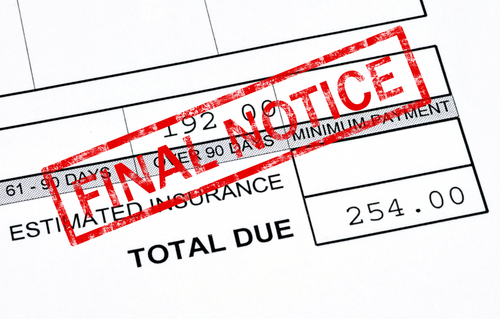 192.00
FINAL NOTICE
61 - 90 DAYS OVER 90 DAYS MINIMUM PAYMENT
ESTIMATED INSURANCE
TOTAL DUE 254.00